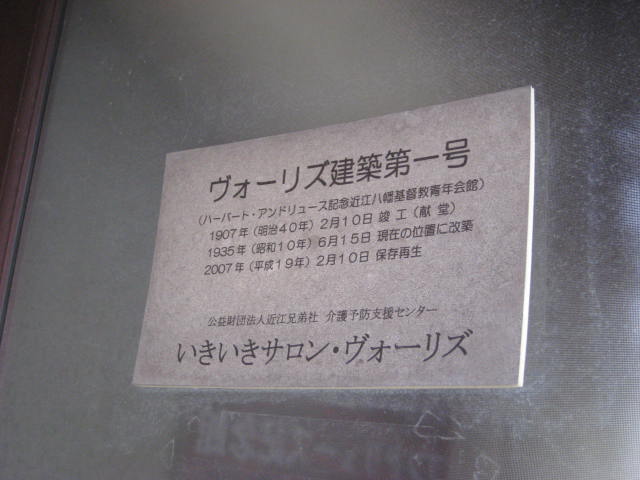 ヴォーリズ建築第一号
（ハーバート・アンドリュース記念近江八幡基督教青年会館）
1907年（明治40年）2月10日 竣 工（献 堂）
1935年（昭和10年）6月15日 現在の位置に改築
2007年（平成19年）2月10日 保存再生
公益財団法人近江兄弟社 介護予防支援センター
いきいきサロン・ヴォーリズ